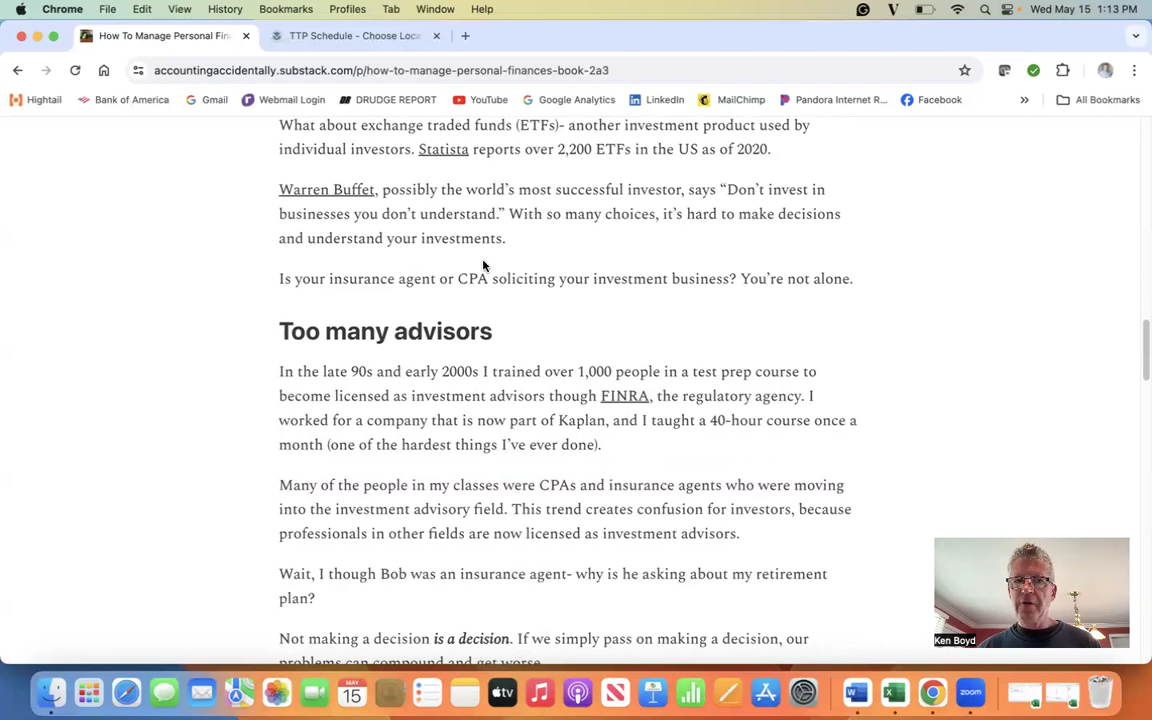 Chrome File Edit View History Bookmarks Profiles Tab Window Help Wed May 15 1:13 PM
How To Manage Personal Fin TTP Schedule - Choose Loc
accountingaccidentally.substack.com/p/how-to-manage-personal-finances-book-2a3
Hightail Bank of America Gmail Webmail Login DRUDGE REPORT YouTube Google Analytics LinkedIn MailChimp Pandora Internet R... Facebook All Bookmarks
What about exchange traded funds (ETFs)- another investment product used by
individual investors. Statista reports over 2,200 ETFs in the US as of 2020.
Warren Buffet, possibly the world’s most successful investor, says “Don’t invest in
businesses you don’t understand.” With so many choices, it’s hard to make decisions
and understand your investments.
Is your insurance agent or CPA soliciting your investment business? You’re not alone.
Too many advisors
In the late 90s and early 2000s I trained over 1,000 people in a test prep course to
become licensed as investment advisors though FINRA, the regulatory agency. I
worked for a company that is now part of Kaplan, and I taught a 40-hour course once a
month (one of the hardest things I’ve ever done).
Many of the people in my classes were CPAs and insurance agents who were moving
into the investment advisory field. This trend creates confusion for investors, because
professionals in other fields are now licensed as investment advisors.
Wait, I though Bob was an insurance agent- why is he asking about my retirement
plan?
Not making a decision is a decision. If we simply pass on making a decision, our
problems can compound and get worse.
Ken Boyd
MAY
15
tv
W
X
zoom